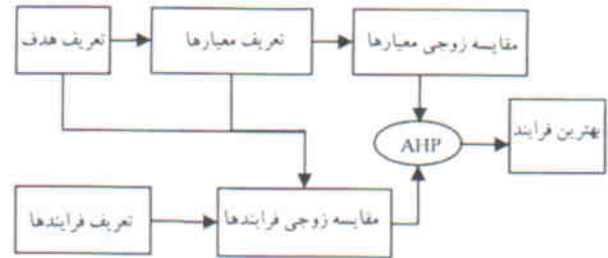 تعریف هدف
تعریف معیارها
مقایسه زوجی معیارها
AHP
بهترین فرایند
تعریف فرایندها
مقایسه زوجی فرایندها